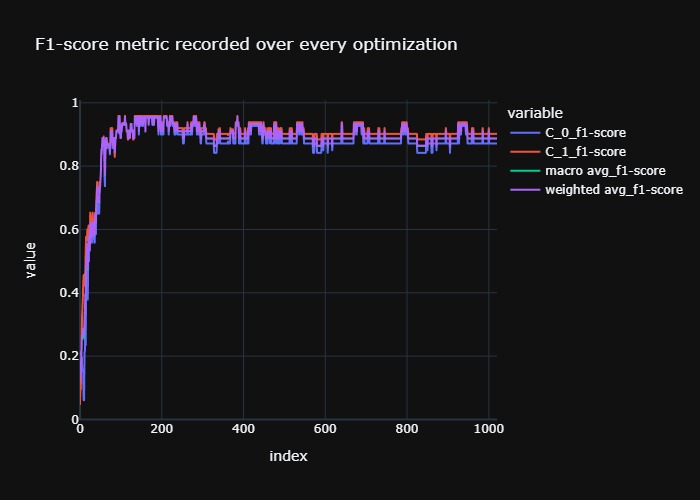 F1-score metric recorded over every optimization
1
0.8
0.6
0.4
0.2
0
value
0
200
400
600
800
1000
index
variable
C_0_f1-score
C_1_f1-score
macro avg_f1-score
weighted avg_f1-score